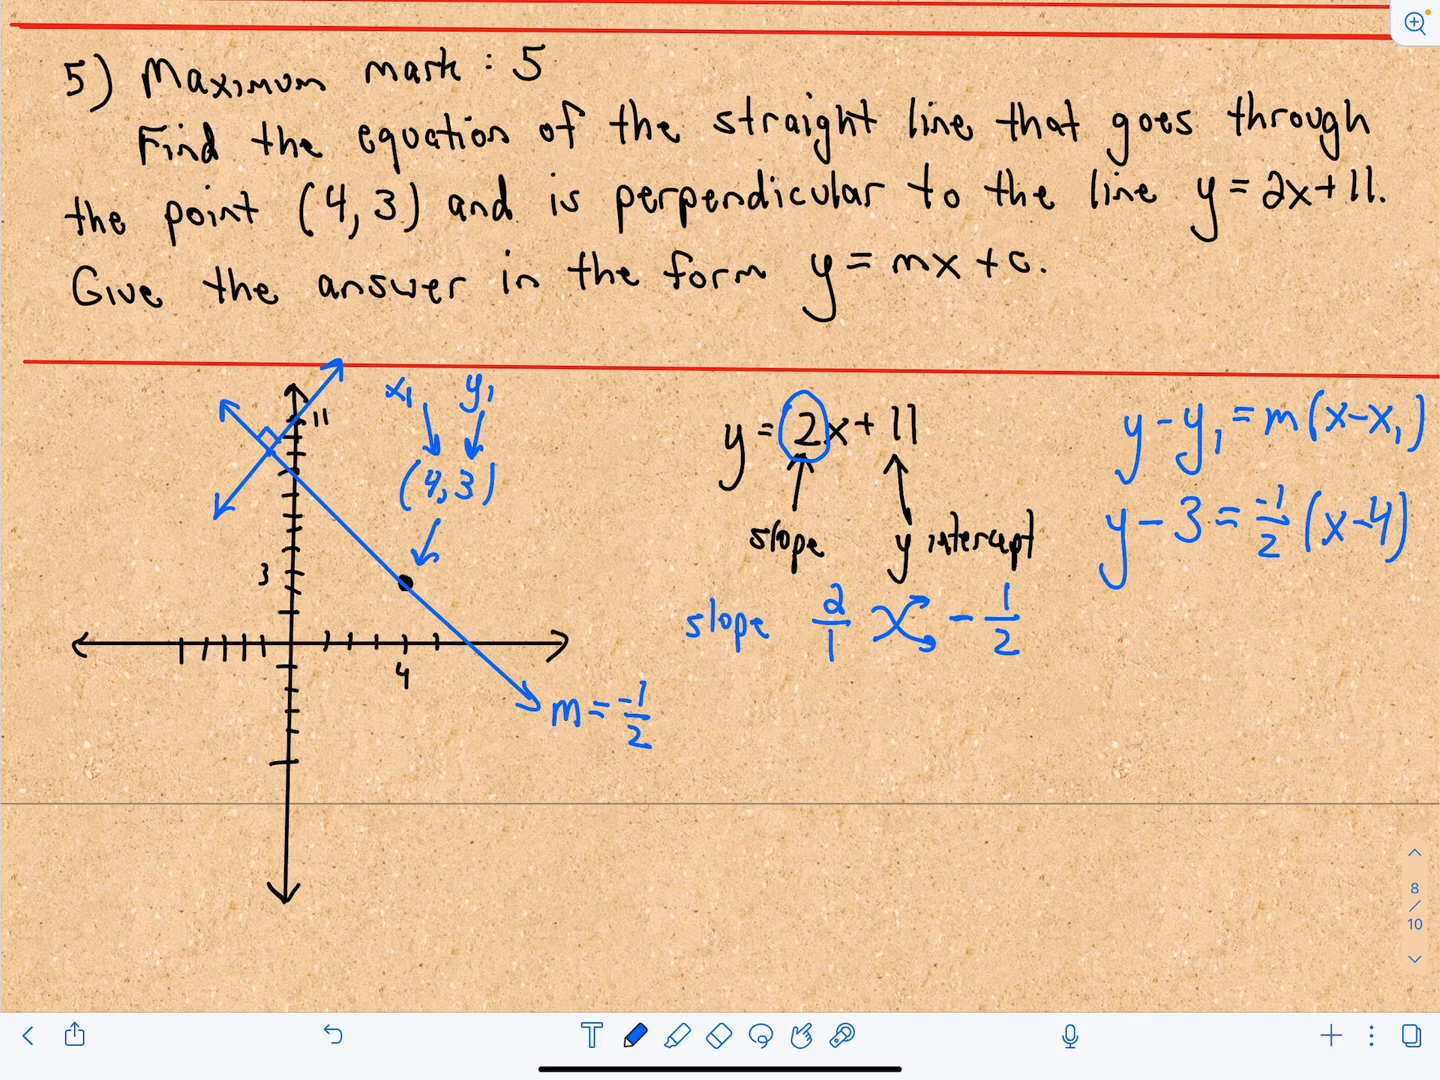 5) Maximum mark : 5
Find the equation of the straight line that goes through
the point (4, 3) and is perpendicular to the line y = 2x + 11.
Give the answer in the form y = mx + c.
11
x₁ y₁
(4, 3)
3
4
m = -1/2
y = 2x + 11
slope y intercept
slope 2/1 - 1/2
y - y₁ = m(x - x₁)
y - 3 = -1/2 (x - 4)
8
/
10
T